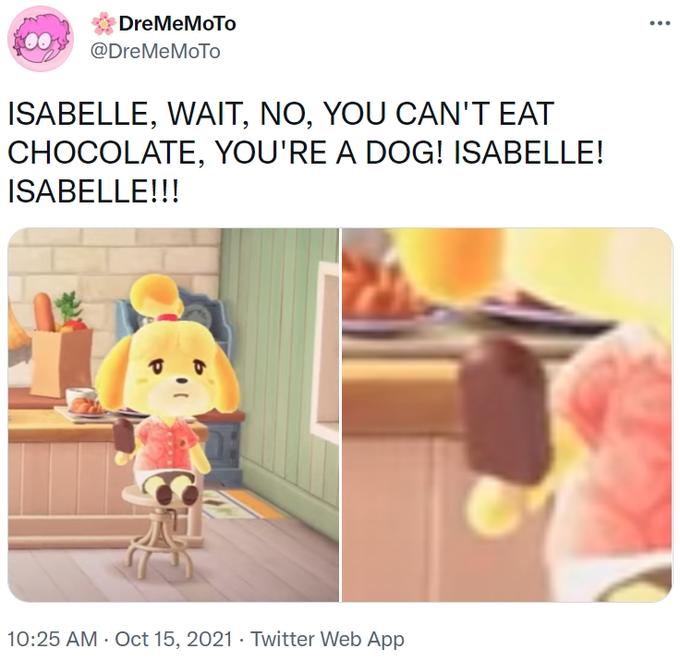 🌸DreMeMoTo
@DreMeMoTo
ISABELLE, WAIT, NO, YOU CAN'T EAT
CHOCOLATE, YOU'RE A DOG! ISABELLE!
ISABELLE!!!
10:25 AM · Oct 15, 2021 · Twitter Web App